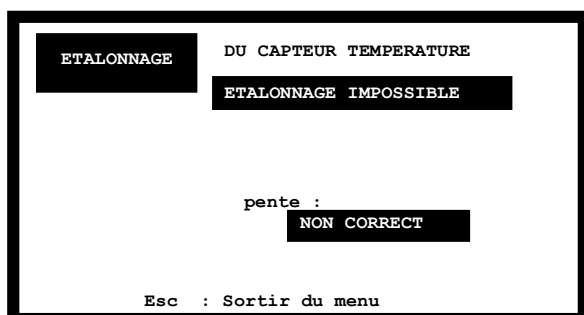 ETALONNAGE
DU CAPTEUR TEMPERATURE
ETALONNAGE IMPOSSIBLE
pente :
NON CORRECT
Esc : Sortir du menu